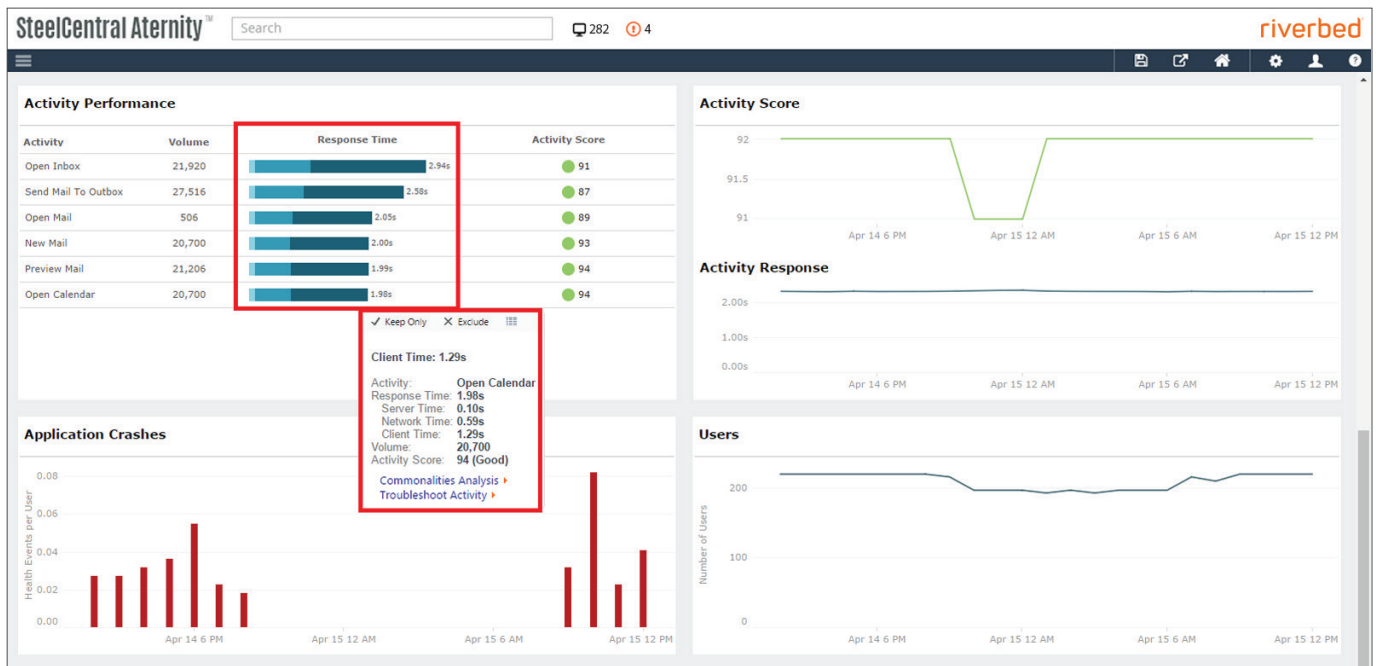 SteelCentral Aternity™ Search 282 4 riverbed
Activity Performance
Activity Volume Response Time Activity Score
Open Inbox 21,920 2.94s 91
Send Mail To Outbox 27,516 2.58s 87
Open Mail 506 2.05s 89
New Mail 20,700 2.00s 93
Preview Mail 21,206 1.99s 94
Open Calendar 20,700 1.98s 94
Keep Only Exclude
Client Time: 1.29s
Activity: Open Calendar
Response Time: 1.98s
Server Time: 0.10s
Network Time: 0.59s
Client Time: 1.29s
Volume: 20,700
Activity Score: 94 (Good)
Commonalities Analysis
Troubleshoot Activity
Activity Score
92
91.5
91
Apr 14 6 PM Apr 15 12 AM Apr 15 6 AM Apr 15 12 PM
Activity Response
2.00s
1.00s
0.00s
Apr 14 6 PM Apr 15 12 AM Apr 15 6 AM Apr 15 12 PM
Application Crashes
Health Events per User
0.08
0.06
0.04
0.02
0.00
Apr 14 6 PM Apr 15 12 AM Apr 15 6 AM Apr 15 12 PM
Users
Number of Users
200
100
0
Apr 14 6 PM Apr 15 12 AM Apr 15 6 AM Apr 15 12 PM